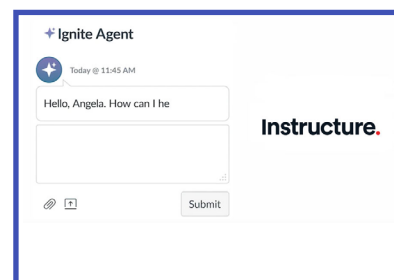 Ignite Agent
Today @ 11:45 AM
Hello, Angela. How can I he
Instructure.
Submit